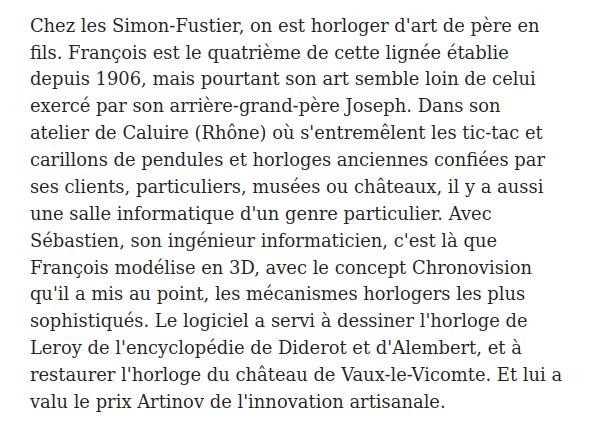 Chez les Simon-Fustier, on est horloger d'art de père en
fils. François est le quatrième de cette lignée établie
depuis 1906, mais pourtant son art semble loin de celui
exercé par son arrière-grand-père Joseph. Dans son
atelier de Caluire (Rhône) où s'entremêlent les tic-tac et
carillons de pendules et horloges anciennes confiées par
ses clients, particuliers, musées ou châteaux, il y a aussi
une salle informatique d'un genre particulier. Avec
Sébastien, son ingénieur informaticien, c'est là que
François modélise en 3D, avec le concept Chronovision
qu'il a mis au point, les mécanismes horlogers les plus
sophistiqués. Le logiciel a servi à dessiner l'horloge de
Leroy de l'encyclopédie de Diderot et d'Alembert, et à
restaurer l'horloge du château de Vaux-le-Vicomte. Et lui a
valu le prix Artinov de l'innovation artisanale.